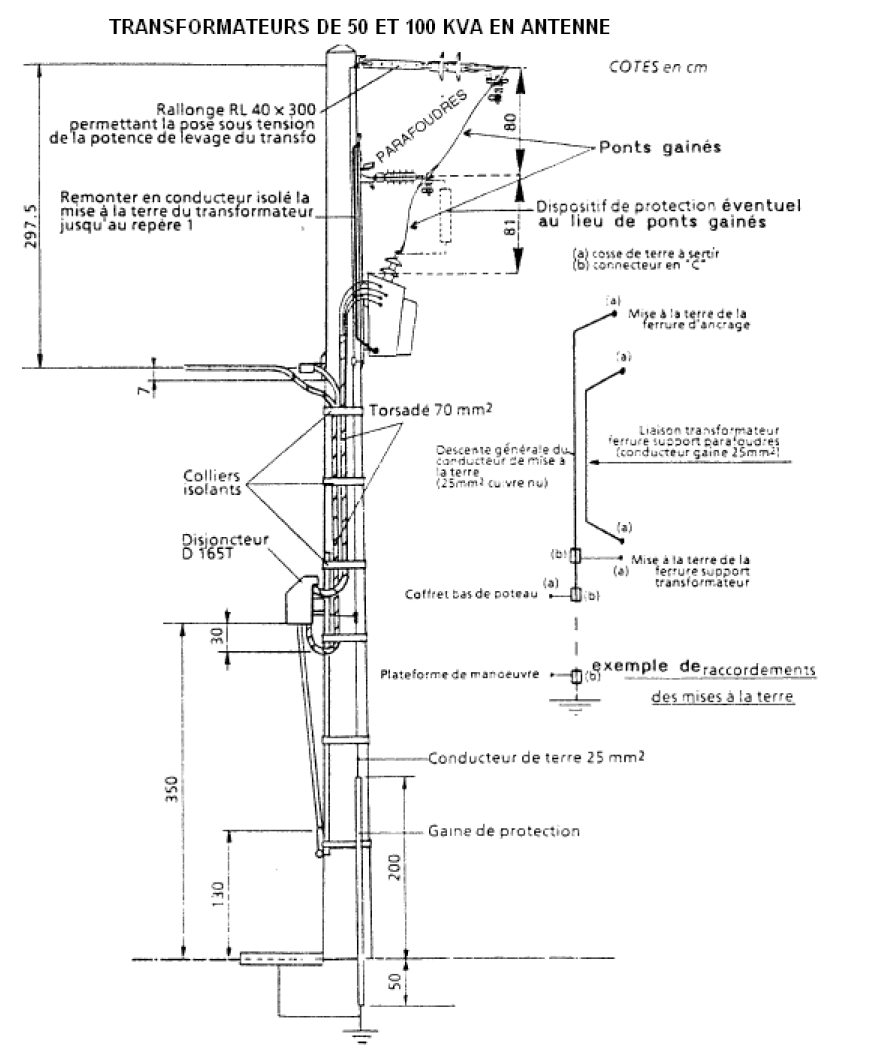 TRANSFORMATEURS DE 50 ET 100 KVA EN ANTENNE
COTES en cm
Rallonge RL 40 x 300
permettant la pose sous tension
de la potence de levage du transfo
PARAFOUDRES
80
Ponts gainés
297.5
Remonter en conducteur isolé la
mise à la terre du transformateur
jusqu'au repère 1
Dispositif de protection éventuel
au lieu de ponts gainés
81
(a) cosse de terre à sertir
(b) connecteur en "C"
(a)
Mise à la terre de la
ferrure d'ancrage
(a)
7
Torsadé 70 mm²
Liaison transformateur
ferrure support parafoudres
(conducteur gaine 25mm²)
Descente générale du
conducteur de mise à
la terre
(25mm² cuivre nu)
Colliers
isolants
(a)
Disjoncteur
D 165T
(b)
(a)
Mise à la terre de la
ferrure support
transformateur
(a)
Coffret bas de poteau
(b)
30
Plateforme de manoeuvre
(b)
exemple de raccordements
des mises à la terre
Conducteur de terre 25 mm²
350
Gaine de protection
200
130
50